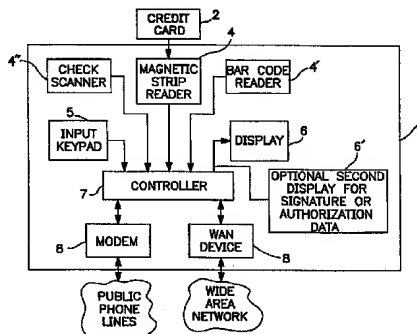 CREDIT
CARD
2
4
4"
CHECK
SCANNER
MAGNETIC
STRIP
READER
BAR CODE
READER
4'
5
INPUT
KEYPAD
DISPLAY
6
6'
7
CONTROLLER
OPTIONAL SECOND
DISPLAY FOR
SIGNATURE OR
AUTHORIZATION
DATA
8
MODEM
WAN
DEVICE
8
PUBLIC
PHONE
LINES
WIDE
AREA
NETWORK